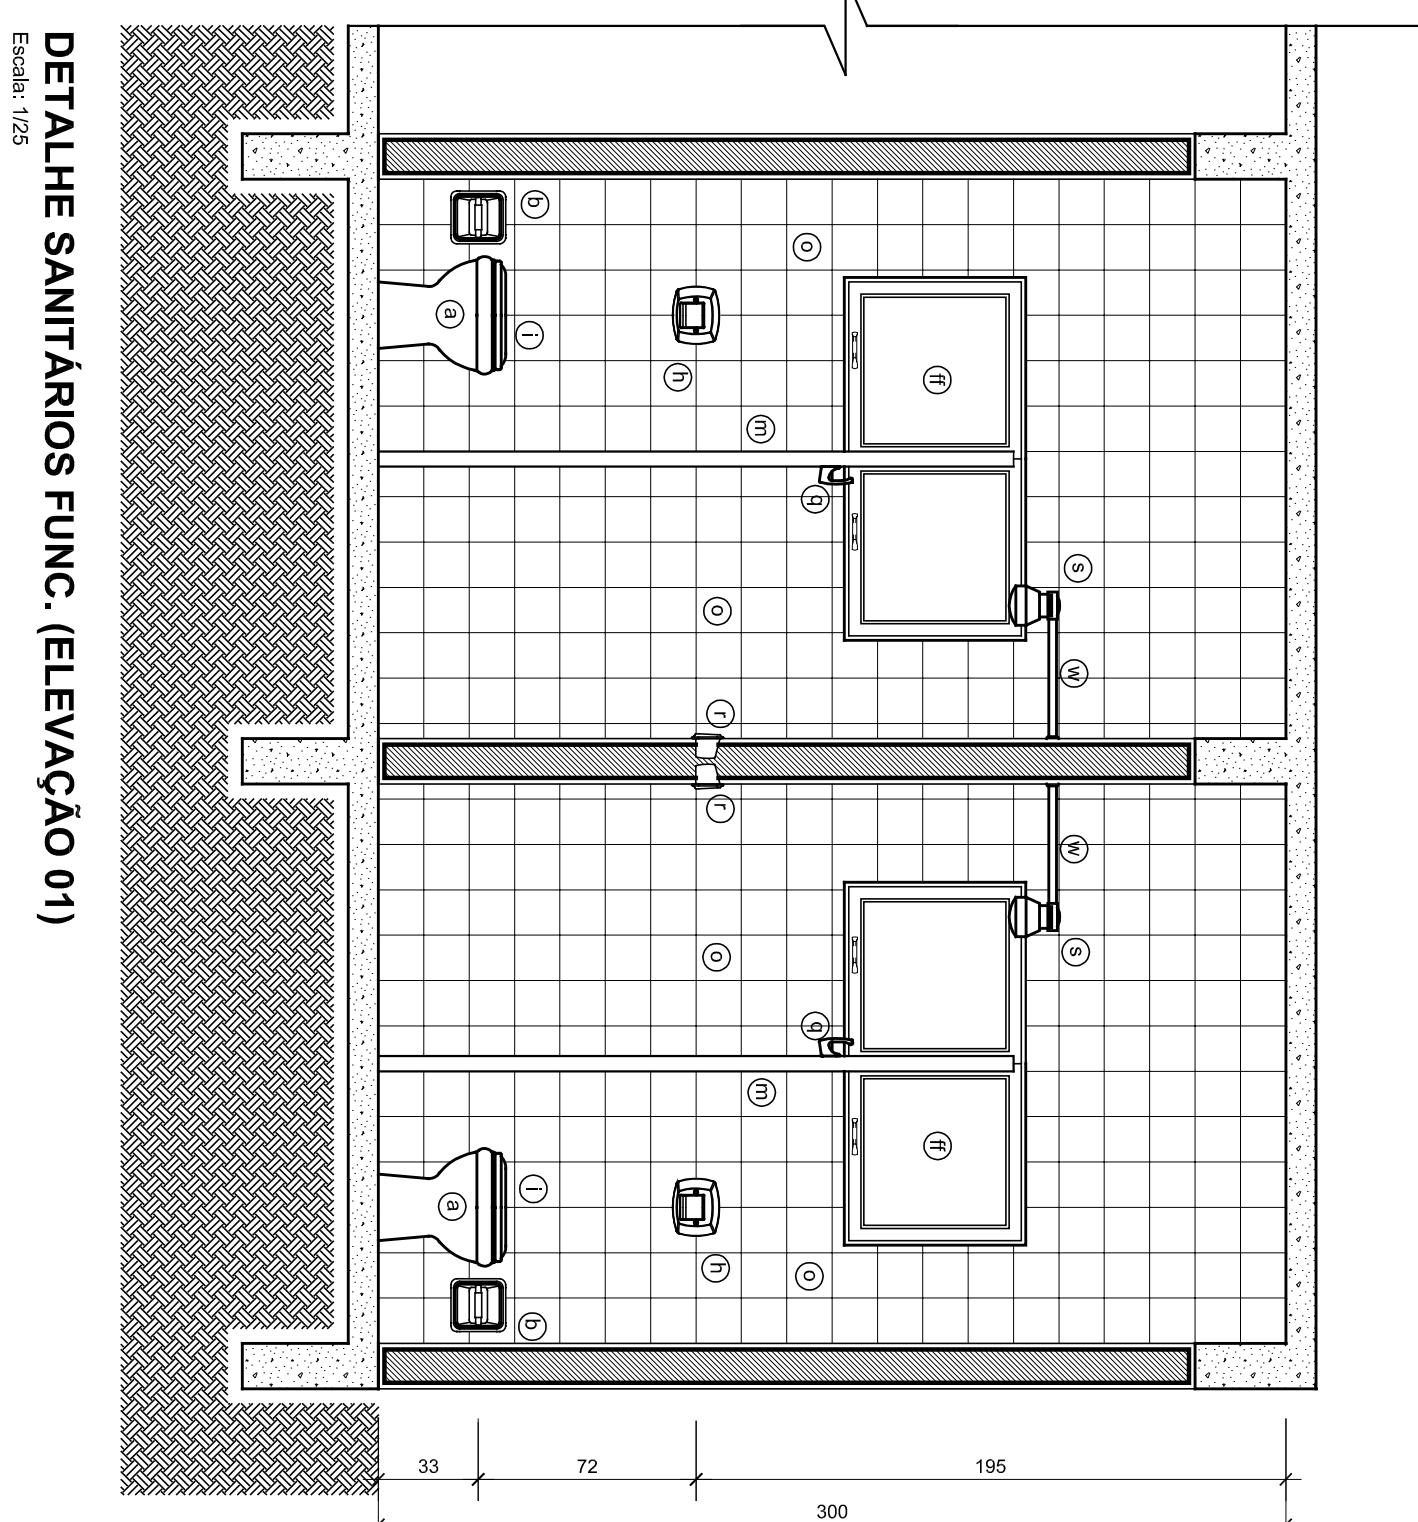 DETALHE SANITÁRIOS FUNC. (ELEVAÇÃO 01)
Escala: 1/25
b
o
a
i
ff
h
m
q
s
o
w
r
r
w
o
s
q
m
ff
i
a
h
o
b
33
72
195
300